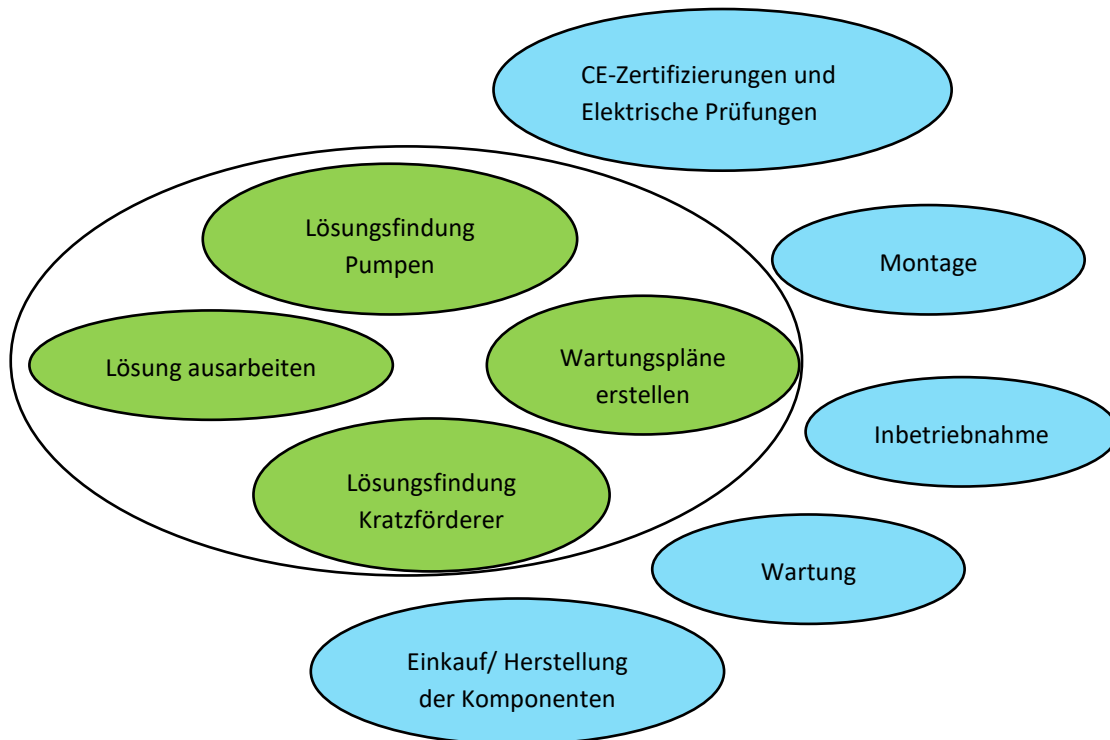 CE-Zertifizierungen und
Elektrische Prüfungen
Lösungsfindung
Pumpen
Montage
Lösung ausarbeiten
Wartungspläne
erstellen
Inbetriebnahme
Lösungsfindung
Kratzförderer
Wartung
Einkauf/ Herstellung
der Komponenten